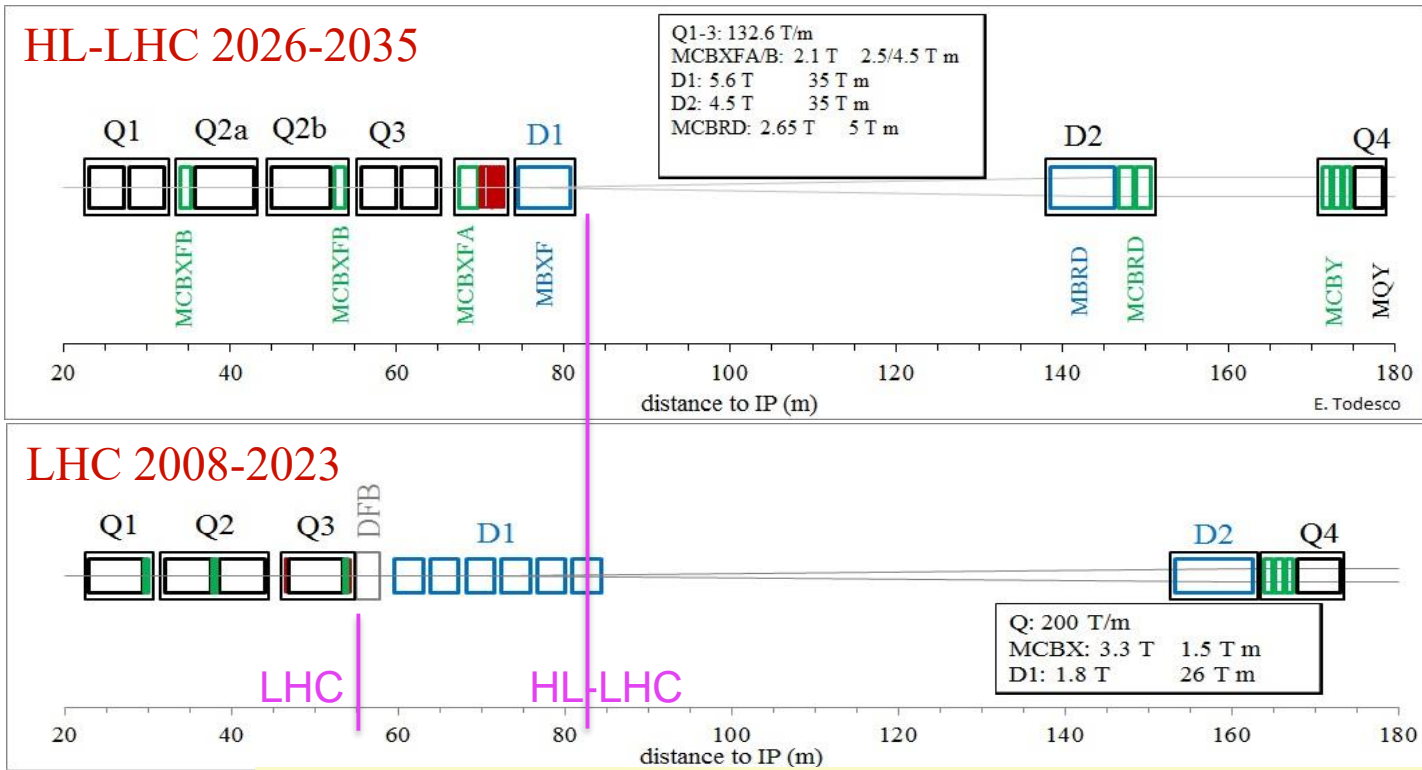 HL-LHC 2026-2035
Q1-3: 132.6 T/m
MCBXFA/B: 2.1 T 2.5/4.5 T m
D1: 5.6 T 35 T m
D2: 4.5 T 35 T m
MCBRD: 2.65 T 5 T m
Q1 Q2a Q2b Q3 D1 D2 Q4
MCBXFB MCBXFB MCBXFA MBXF MBRD MCBRD MCBY MQY
20 40 60 80 100 120 140 160 180
distance to IP (m)
E. Todesco
LHC 2008-2023
Q1 Q2 Q3 DFB D1 D2 Q4
Q: 200 T/m
MCBX: 3.3 T 1.5 T m
D1: 1.8 T 26 T m
LHC HL-LHC
20 40 60 80 100 120 140 160 180
distance to IP (m)